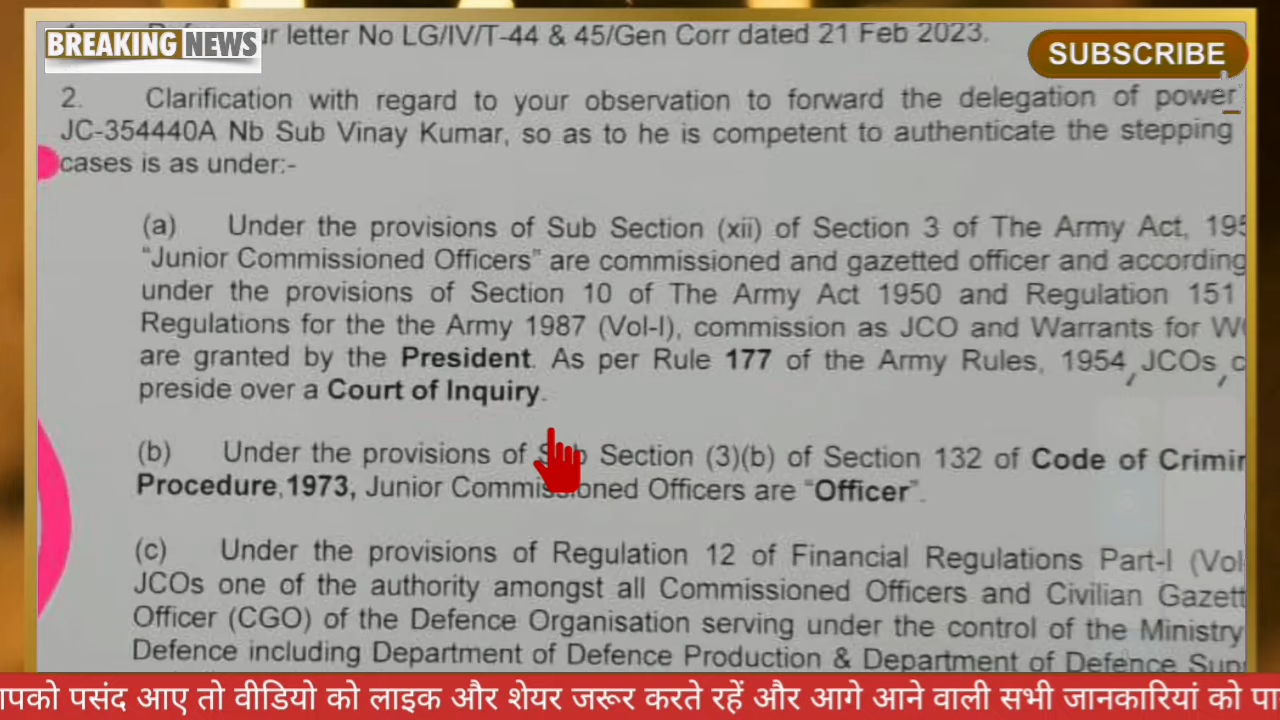 BREAKING NEWS
SUBSCRIBE
ur letter No LG/IV/T-44 & 45/Gen Corr dated 21 Feb 2023.
2. Clarification with regard to your observation to forward the delegation of power
JC-354440A Nb Sub Vinay Kumar, so as to he is competent to authenticate the stepping
cases is as under:-
(a) Under the provisions of Sub Section (xii) of Section 3 of The Army Act, 195
“Junior Commissioned Officers” are commissioned and gazetted officer and according
under the provisions of Section 10 of The Army Act 1950 and Regulation 151
Regulations for the the Army 1987 (Vol-I), commission as JCO and Warrants for W
are granted by the President. As per Rule 177 of the Army Rules, 1954, JCOs, c
preside over a Court of Inquiry.
(b) Under the provisions of Sub Section (3)(b) of Section 132 of Code of Crimin
Procedure,1973, Junior Commissioned Officers are “Officer”.
(c) Under the provisions of Regulation 12 of Financial Regulations Part-I (Vol
JCOs one of the authority amongst all Commissioned Officers and Civilian Gazett
Officer (CGO) of the Defence Organisation serving under the control of the Ministry
Defence including Department of Defence Production & Department of Defence Sup
पको पसंद आए तो वीडियो को लाइक और शेयर जरूर करते रहें और आगे आने वाली सभी जानकारियां को पा